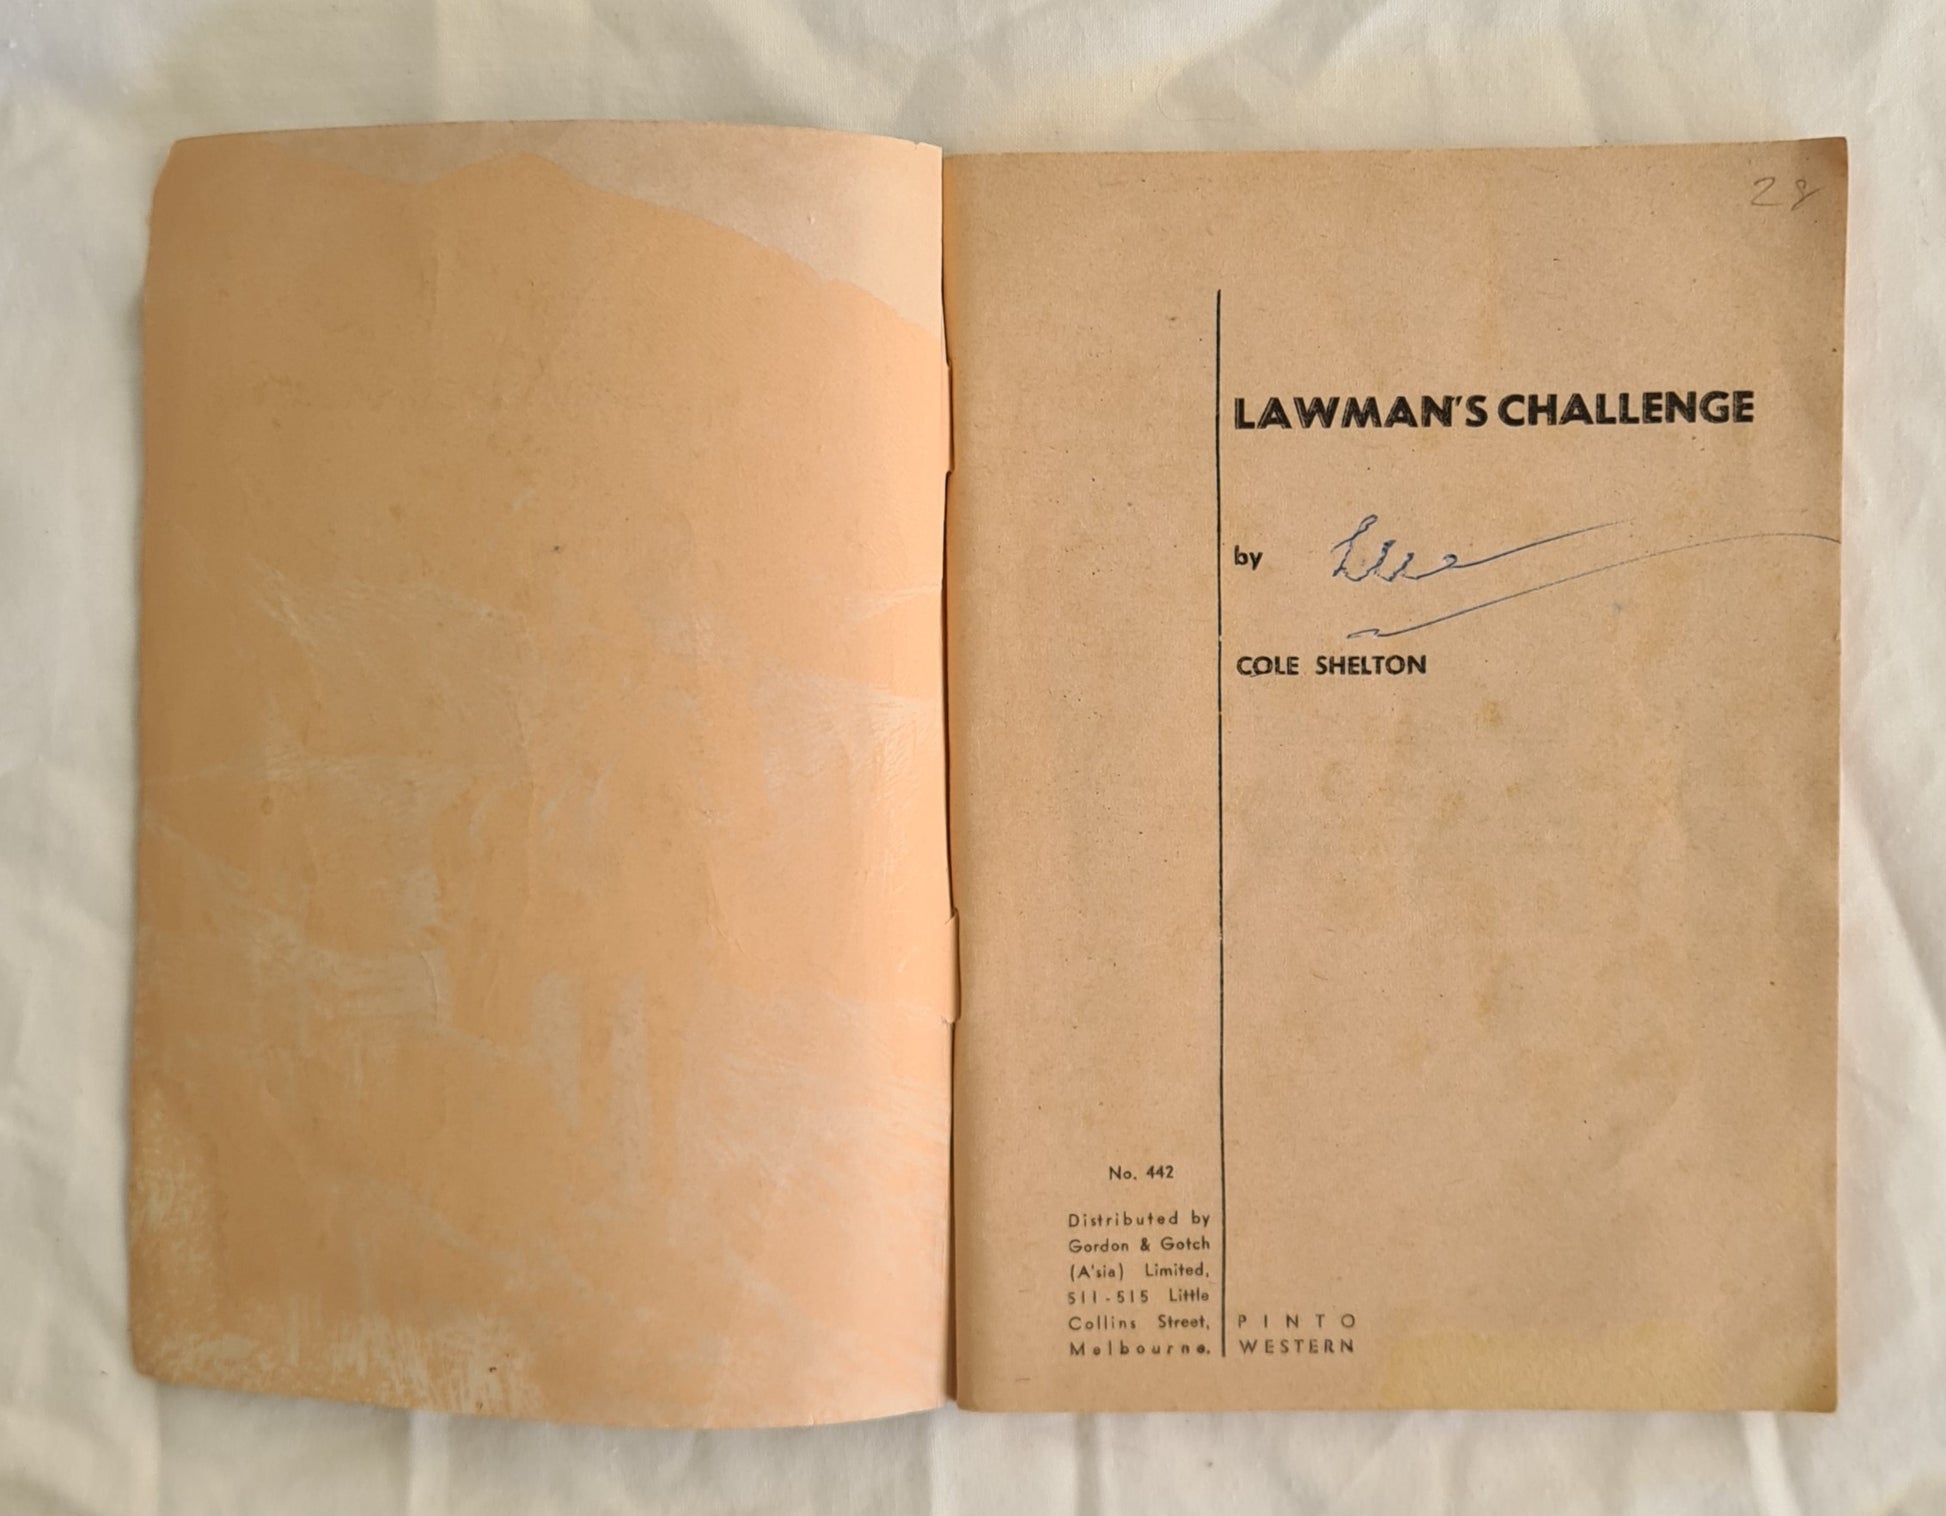 28
LAWMAN'S CHALLENGE
by
COLE SHELTON
No. 442
Distributed by
Gordon & Gotch
(A'sia) Limited,
511-515 Little
Collins Street,
Melbourne.
PINTO
WESTERN